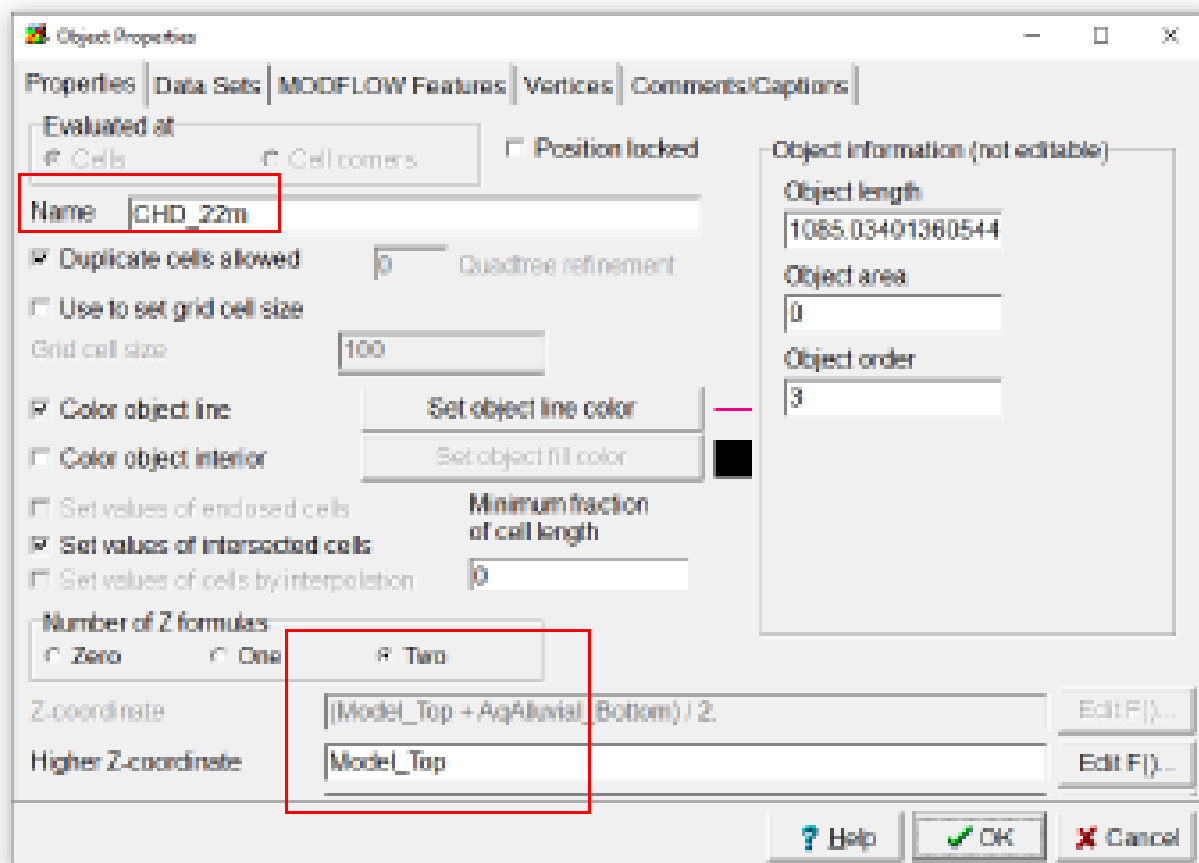 Object Properties
Properties Data Sets MODFLOW Features Vertices Comments/Captions
Evaluated at
Cells Cell corners
Position locked
Name CHD_22m
Duplicate cells allowed 0 Quadtree refinement
Use to set grid cell size
Grid cell size 100
Color object line Set object line color
Color object interior Set object fill color
Set values of enclosed cells
Set values of intersected cells
Set values of cells by interpolation
Minimum fraction
of cell length
0
Number of Z formulas
Zero One Two
Z-coordinate (Model_Top + AqAlluvial_Bottom) / 2. Edit F()...
Higher Z-coordinate Model_Top Edit F()...
Object information (not editable)
Object length
1085.03401360544
Object area
0
Object order
3
? Help OK Cancel